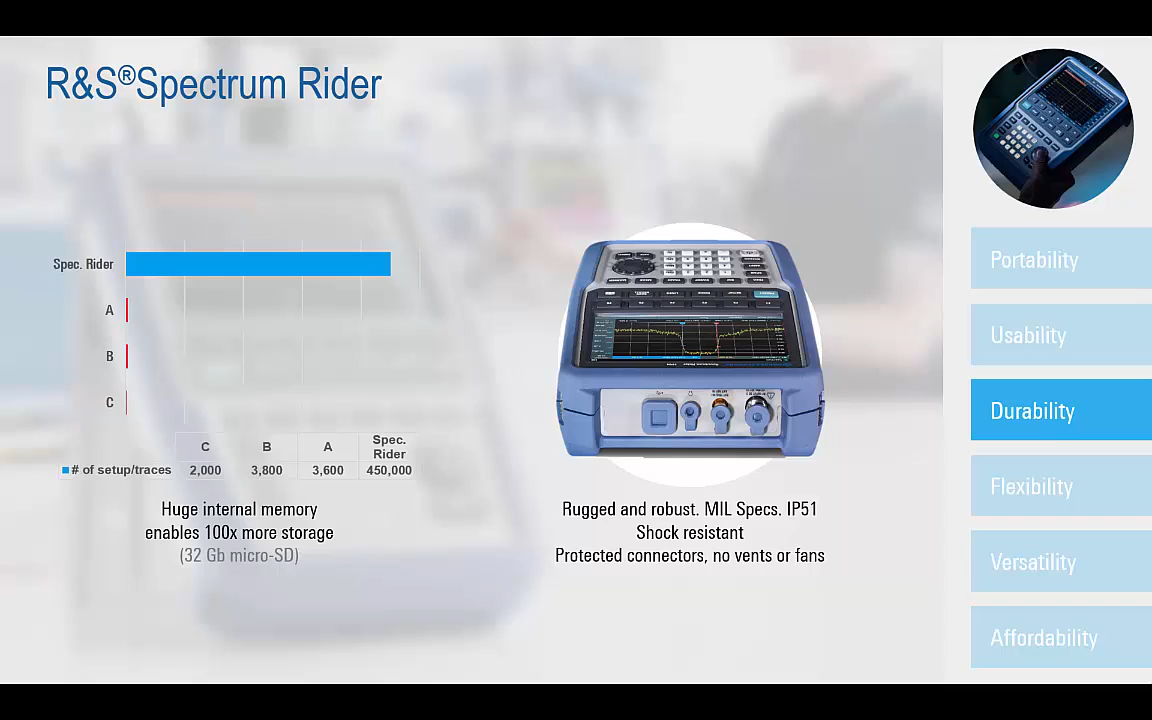 R&S®Spectrum Rider
Spec. Rider
A
B
C
C B A Spec. Rider
# of setup/traces 2,000 3,800 3,600 450,000
Huge internal memory
enables 100x more storage
(32 Gb micro-SD)
Rugged and robust. MIL Specs. IP51
Shock resistant
Protected connectors, no vents or fans
Portability
Usability
Durability
Flexibility
Versatility
Affordability